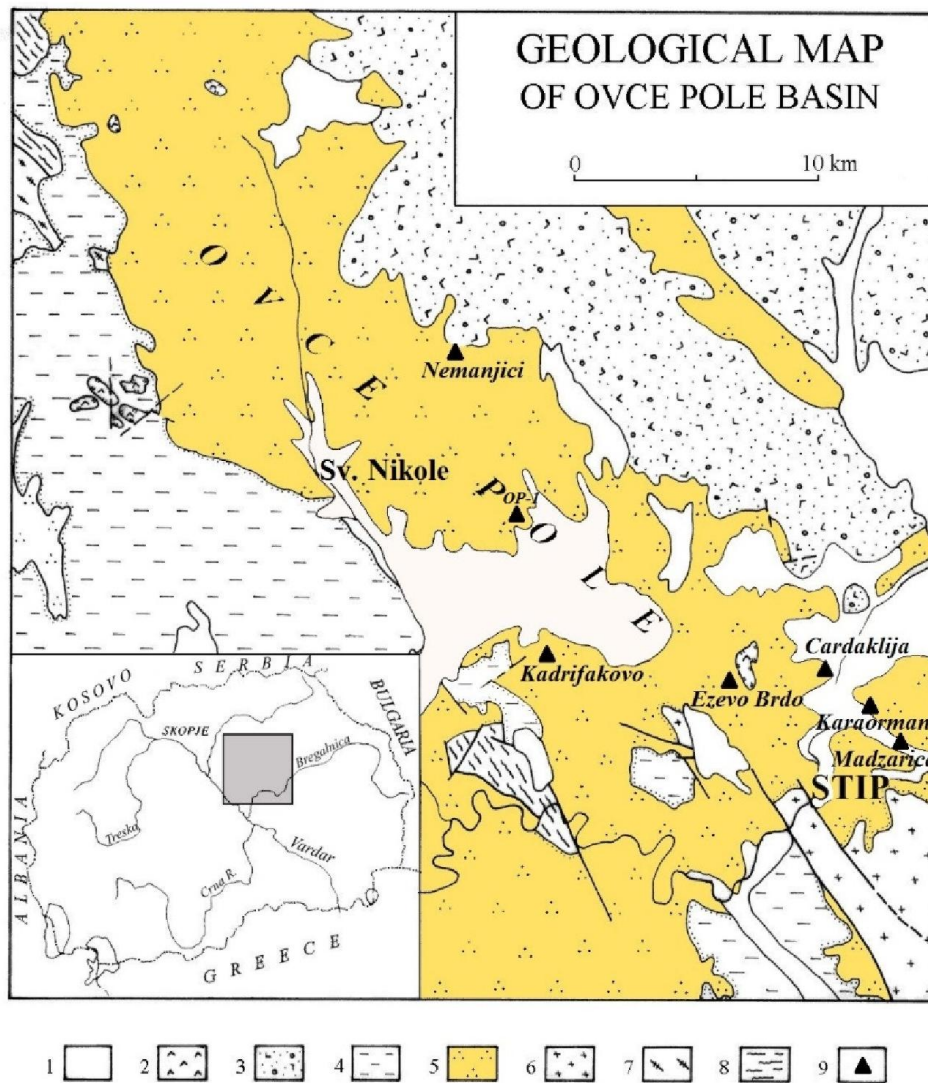 GEOLOGICAL MAP
OF OVCE POLE BASIN
0 10 km
OVCE
POLE
Nemanjici
Sv. Nikole
OP-1
Kadrifakovo
Ezevo Brdo
Cardaklija
Karaorman
Madzarica
STIP
KOSOVO
SERBIA
BULGARIA
SKOPJE
Bregalnica
ALBANIA
Treska
Vardar
Crna R.
GREECE
1 2 3 4 5 6 7 8 9